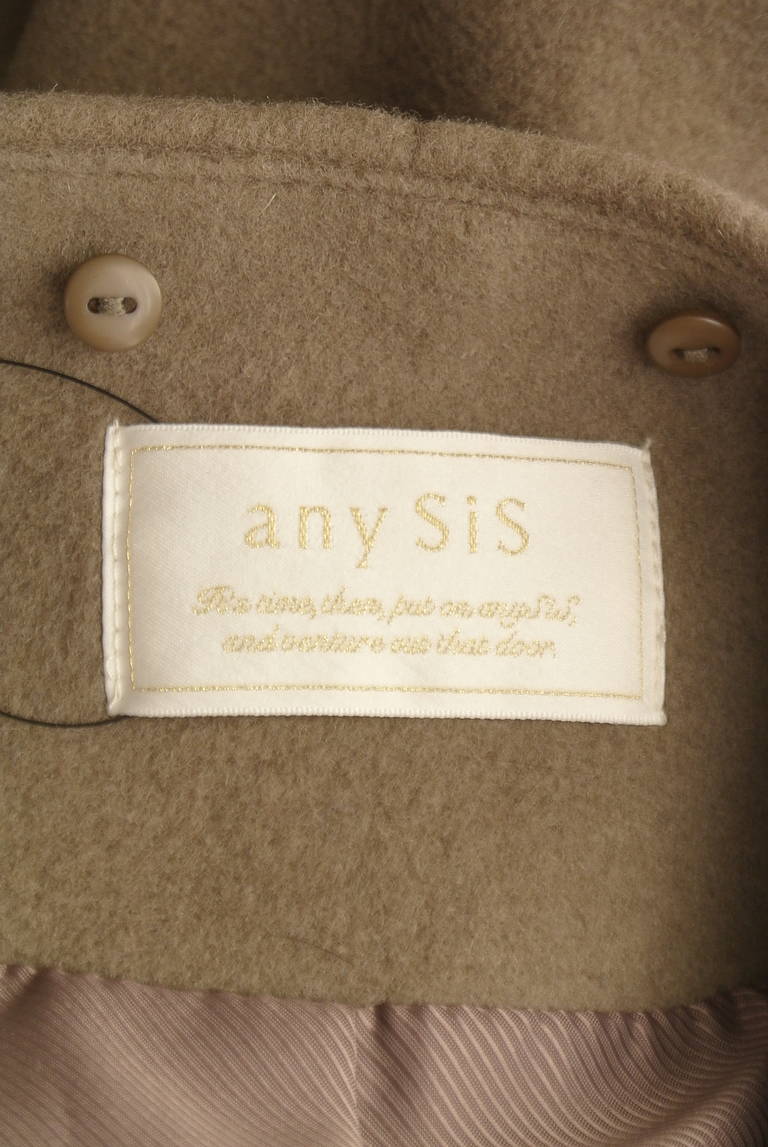 any SiS
It's time, then, put on anySiS,
and venture out that door.